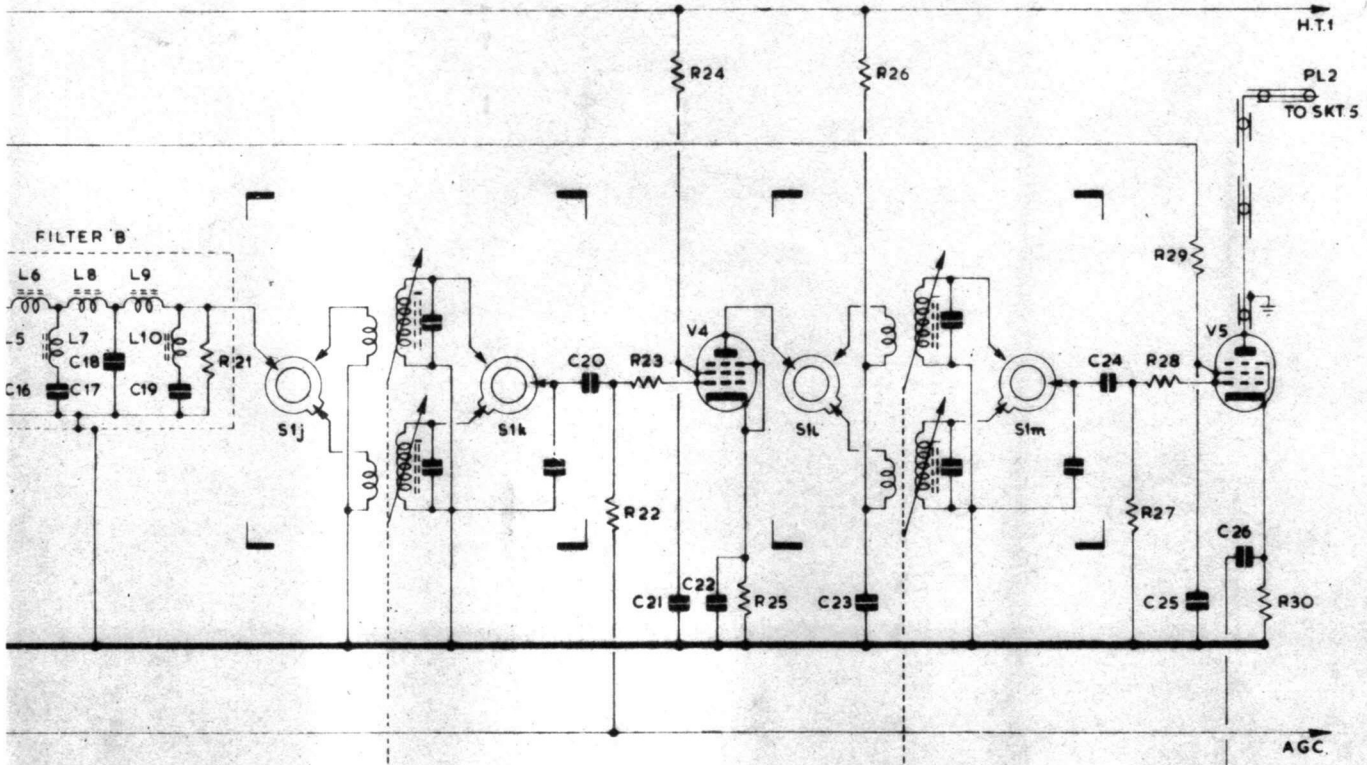 H.T.1
R24
R26
PL2
TO SKT.5
FILTER 'B'
R29
L6 L8 L9
L5 L7 L10
V4
V5
C18
R21
C20 R23
C24 R28
C16 C17 C19
S1j
S1k
S1l
S1m
R22
R27
C26
C22
C21
R25
C23
C25
R30
AGC.